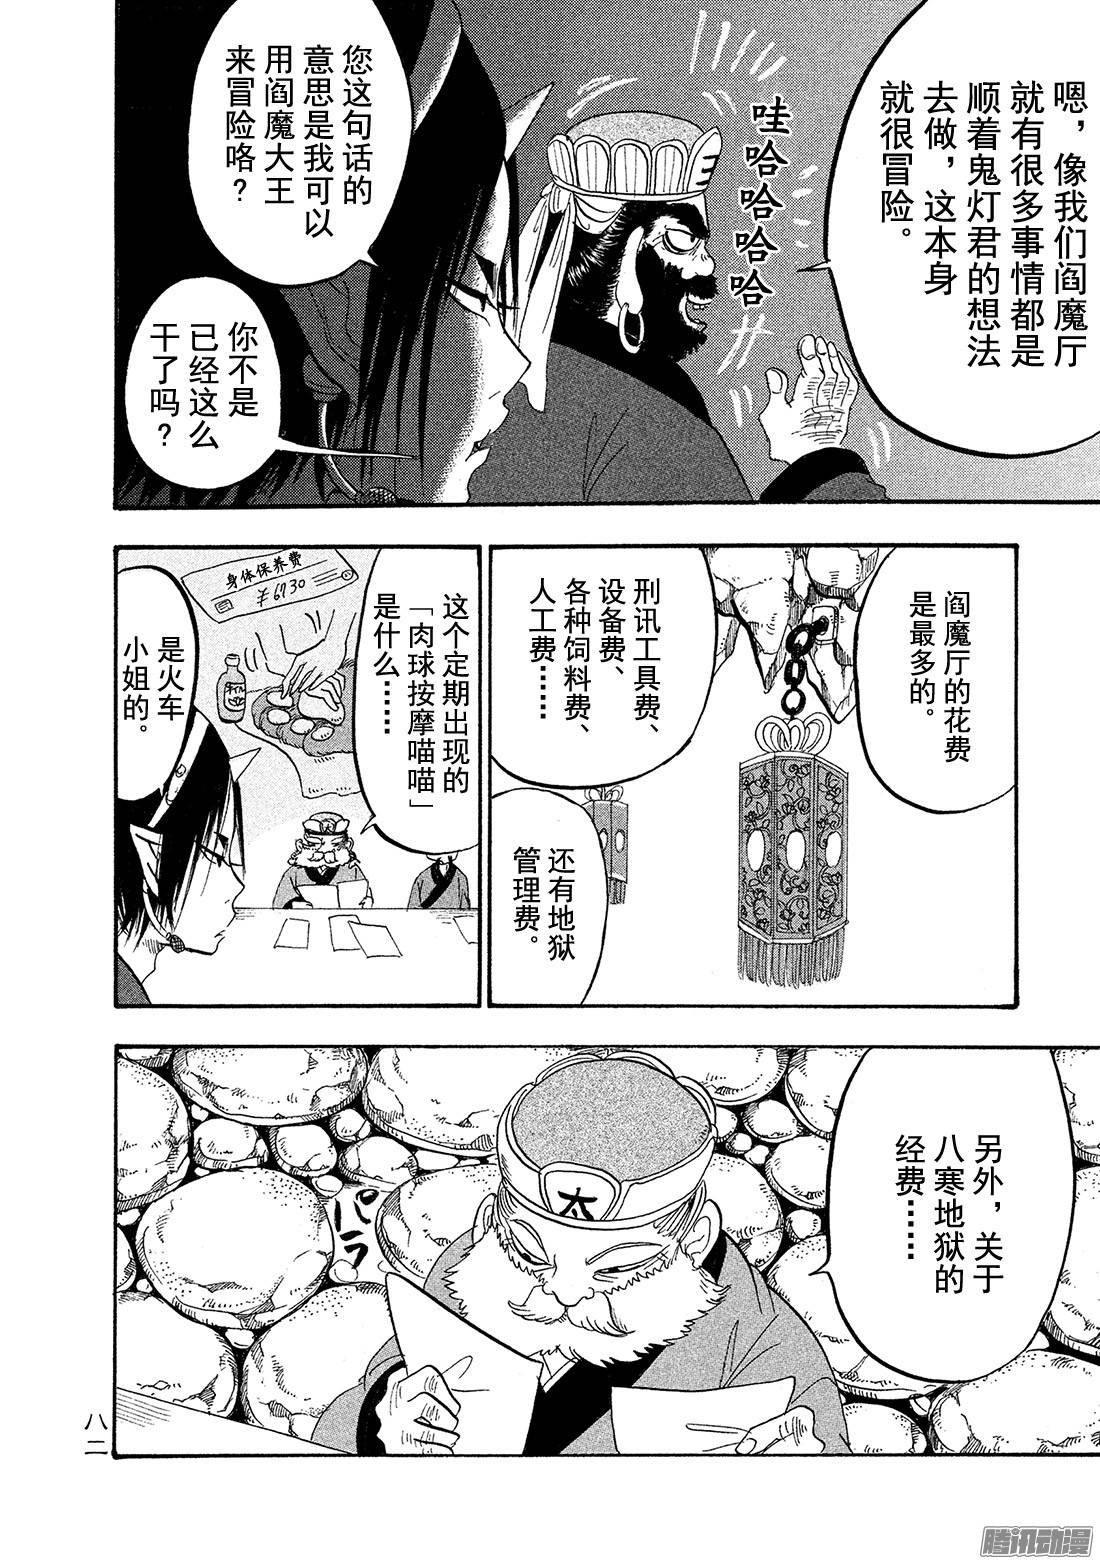 嗯，像我们阎魔厅
就有很多事情都是
顺着鬼灯君的想法
去做，这本身
就很冒险。
哇哈哈哈哈
王
您这句话的
意思是我可以
用阎魔大王
来冒险咯？
你不是
已经这么
干了吗？
阎魔厅的花费
是最多的。
刑讯工具费、
设备费、
各种饲料费、
人工费……
还有地狱
管理费。
这个定期出现的
「肉球按摩喵喵」
是什么……
身体保养费
￥6730
是火车
小姐的。
另外，关于
八寒地狱的
经费……
太
パラ
八二
腾讯动漫